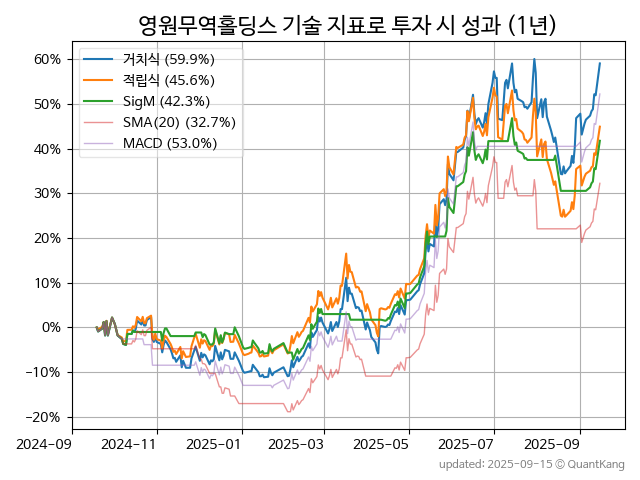 영원무역홀딩스 기술 지표로 투자 시 성과 (1년)
거치식 (59.9%)
적립식 (45.6%)
SigM (42.3%)
SMA(20) (32.7%)
MACD (53.0%)
60%
50%
40%
30%
20%
10%
0%
−10%
−20%
2024-09 2024-11 2025-01 2025-03 2025-05 2025-07 2025-09
updated: 2025-09-15 © QuantKang